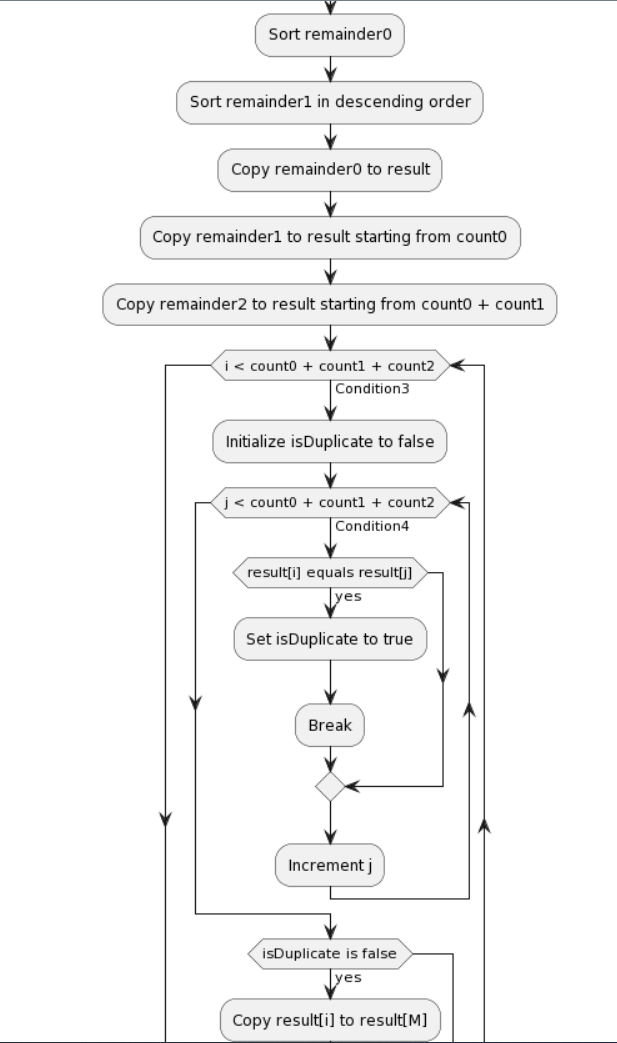 Sort remainder0
Sort remainder1 in descending order
Copy remainder0 to result
Copy remainder1 to result starting from count0
Copy remainder2 to result starting from count0 + count1
i < count0 + count1 + count2
Condition3
Initialize isDuplicate to false
j < count0 + count1 + count2
Condition4
result[i] equals result[j]
yes
Set isDuplicate to true
Break
Increment j
isDuplicate is false
yes
Copy result[i] to result[M]